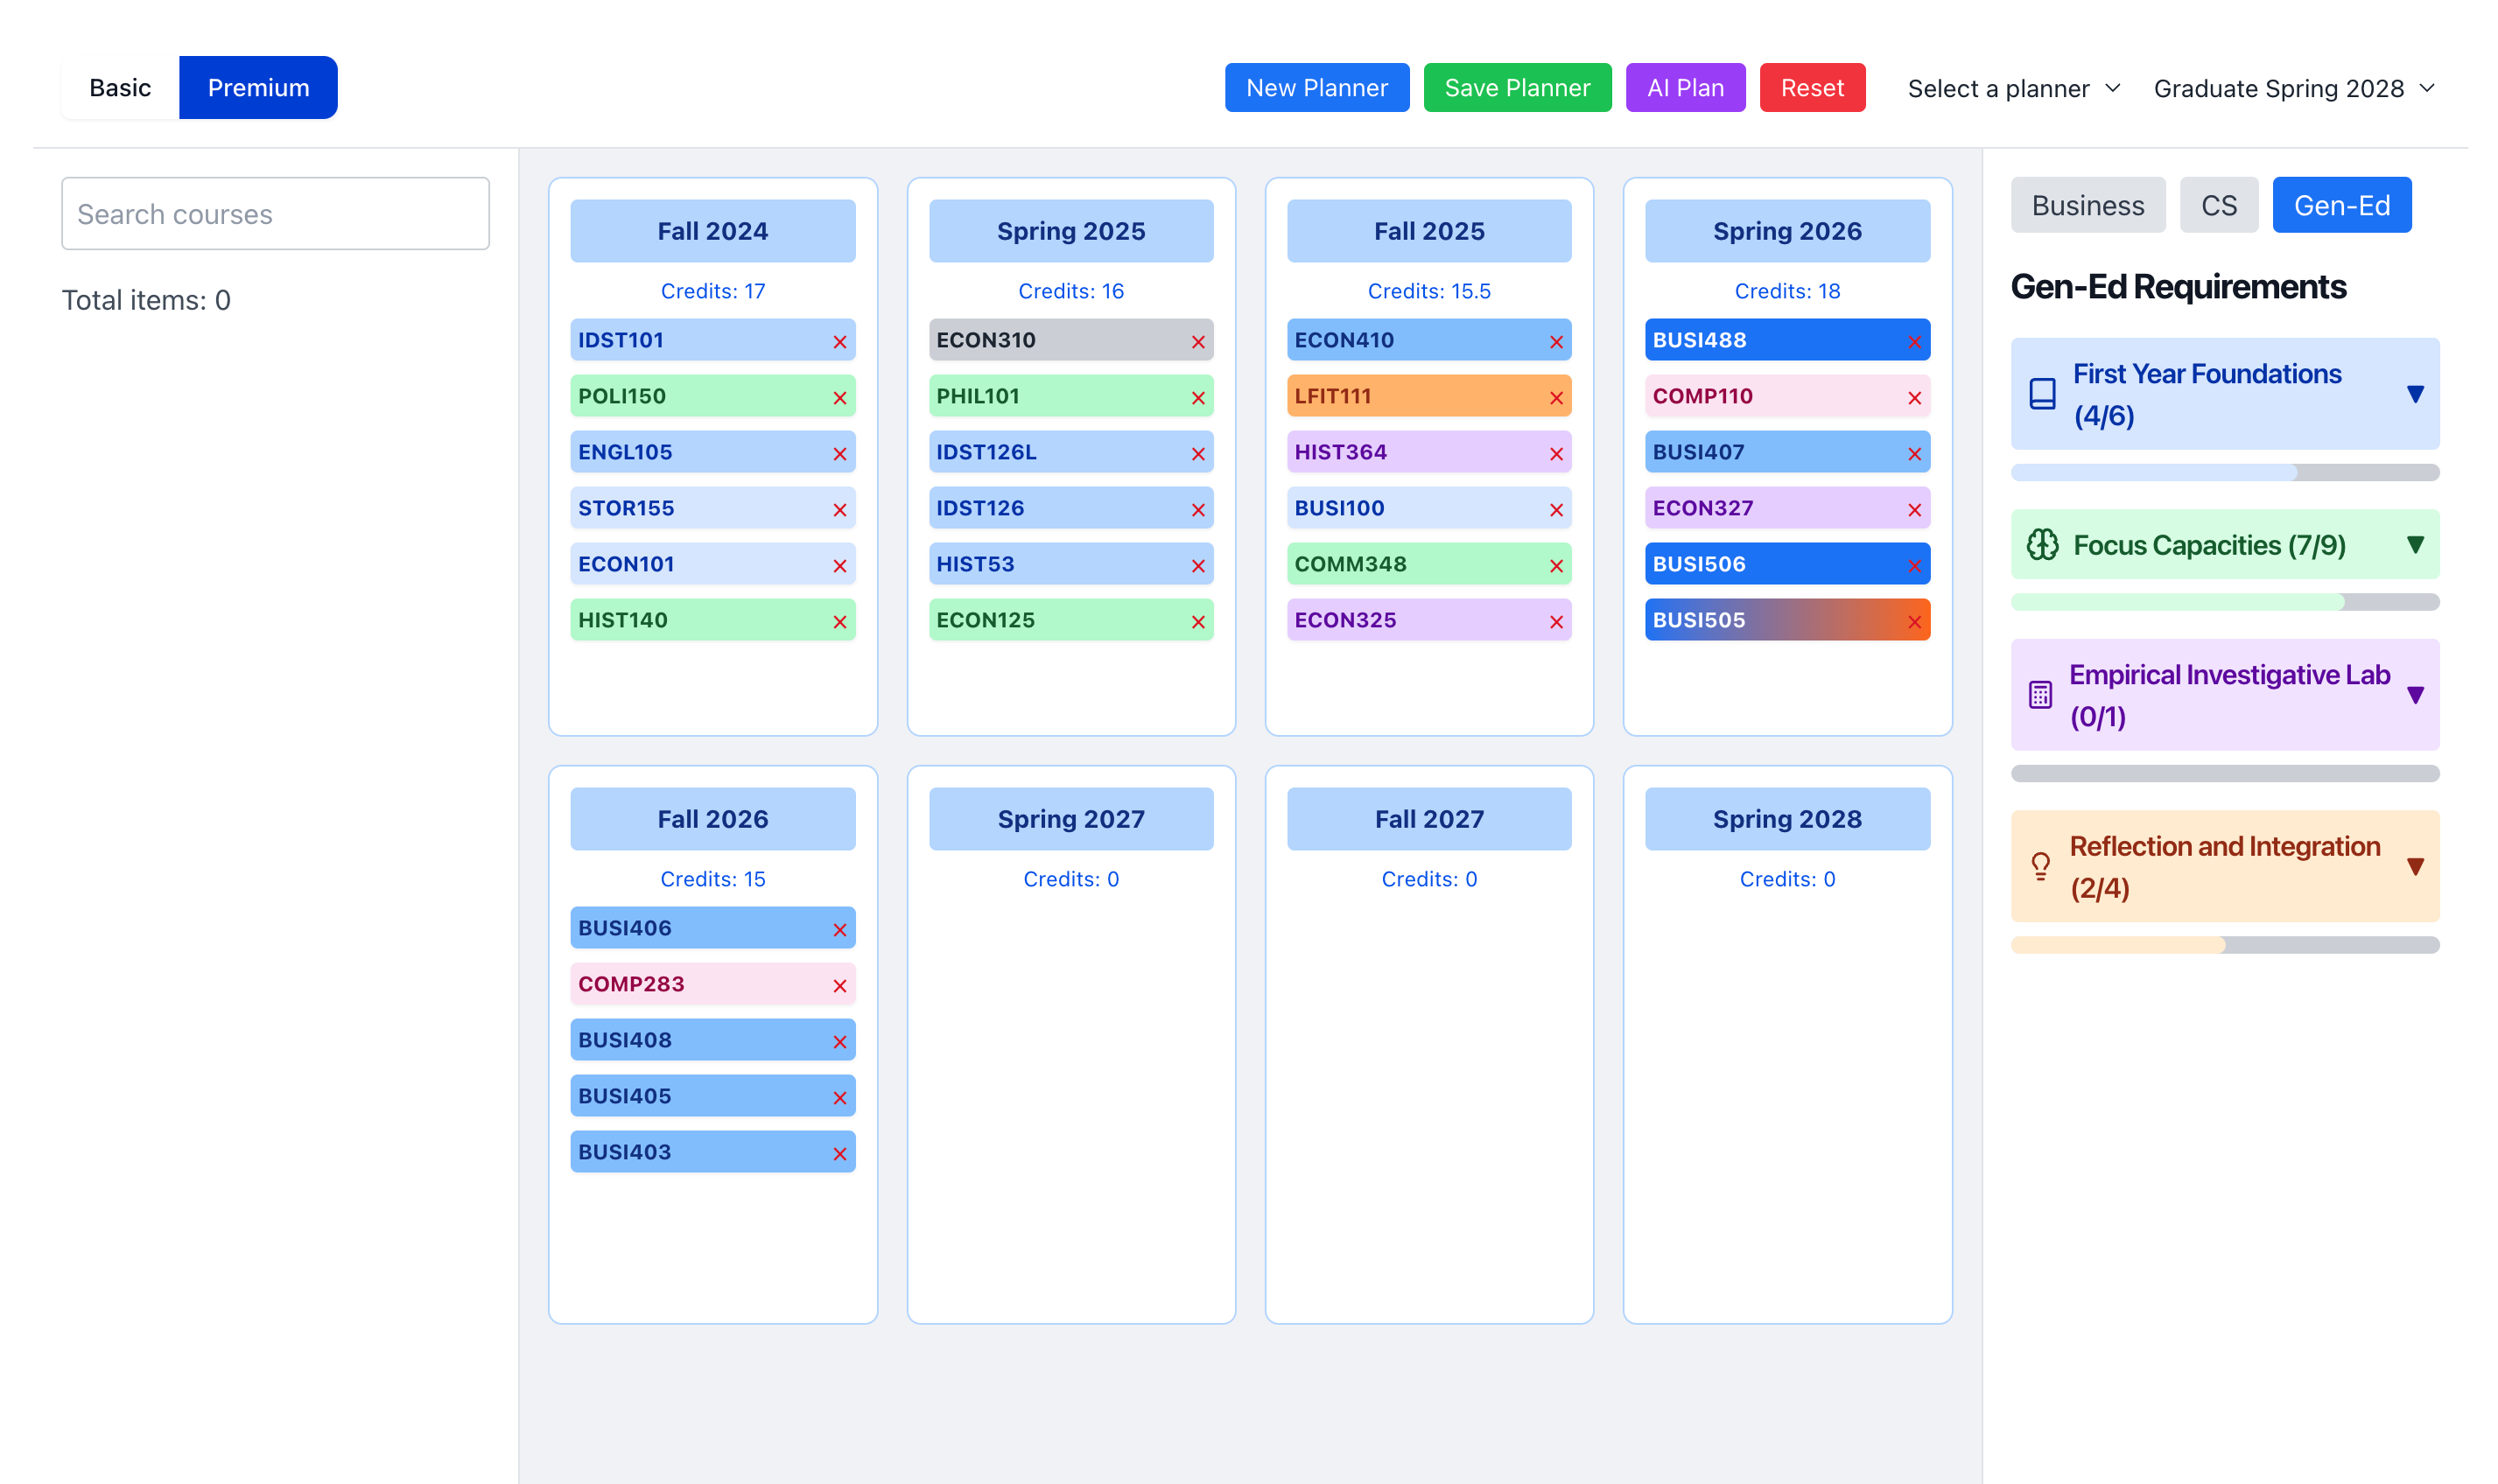 Basic
Premium
New Planner
Save Planner
AI Plan
Reset
Select a planner
Graduate Spring 2028
Search courses
Total items: 0
Fall 2024
Credits: 17
IDST101
POLI150
ENGL105
STOR155
ECON101
HIST140
Spring 2025
Credits: 16
ECON310
PHIL101
IDST126L
IDST126
HIST53
ECON125
Fall 2025
Credits: 15.5
ECON410
LFIT111
HIST364
BUSI100
COMM348
ECON325
Spring 2026
Credits: 18
BUSI488
COMP110
BUSI407
ECON327
BUSI506
BUSI505
Fall 2026
Credits: 15
BUSI406
COMP283
BUSI408
BUSI405
BUSI403
Spring 2027
Credits: 0
Fall 2027
Credits: 0
Spring 2028
Credits: 0
Business
CS
Gen-Ed
Gen-Ed Requirements
First Year Foundations
(4/6)
Focus Capacities (7/9)
Empirical Investigative Lab
(0/1)
Reflection and Integration
(2/4)